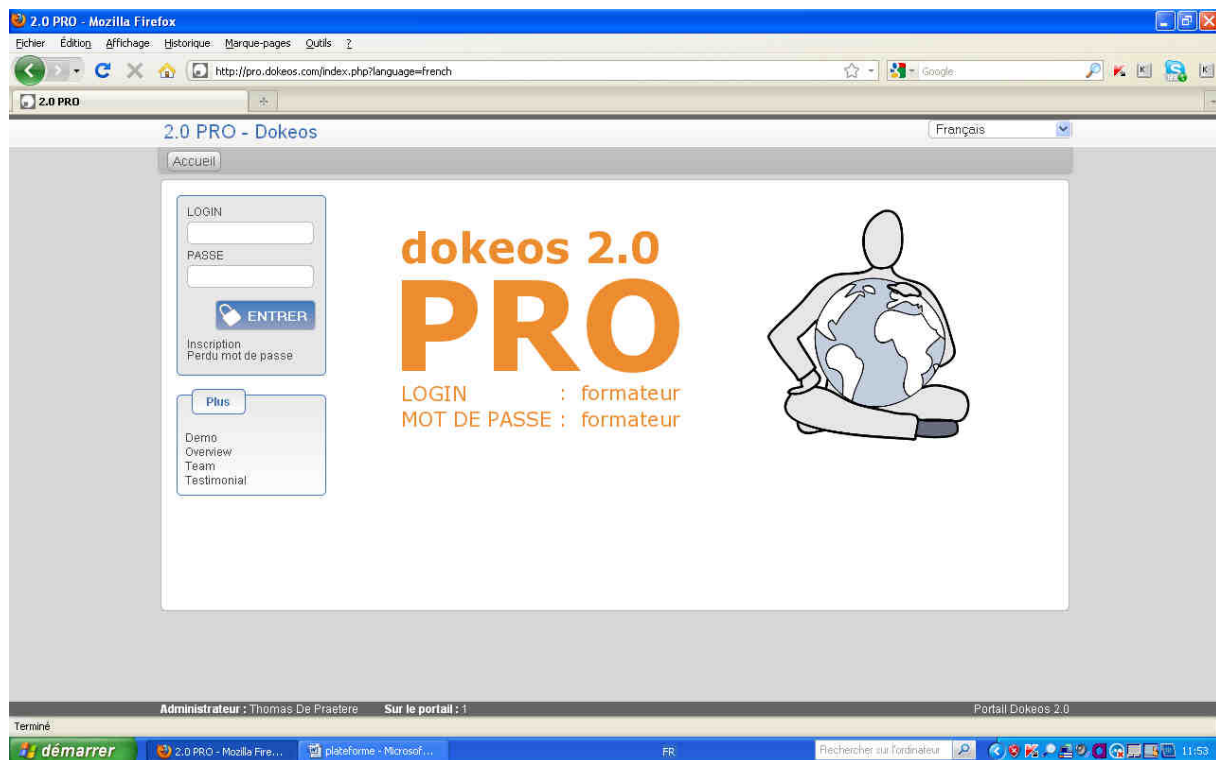 2.0 PRO - Mozilla Firefox
Fichier Édition Affichage Historique Marque-pages Outils ?
http://pro.dokeos.com/index.php?language=french
Google
2.0 PRO
2.0 PRO - Dokeos
Français
Accueil
LOGIN
PASSE
ENTRER
Inscription
Perdu mot de passe
Plus
Demo
Overview
Team
Testimonial
dokeos 2.0
PRO
LOGIN : formateur
MOT DE PASSE : formateur
Administrateur : Thomas De Praetere Sur le portail : 1
Portail Dokeos 2.0
Terminé
démarrer
2.0 PRO - Mozilla Fire...
plateforme - Microsof...
FR
Rechercher sur l'ordinateur
11:53